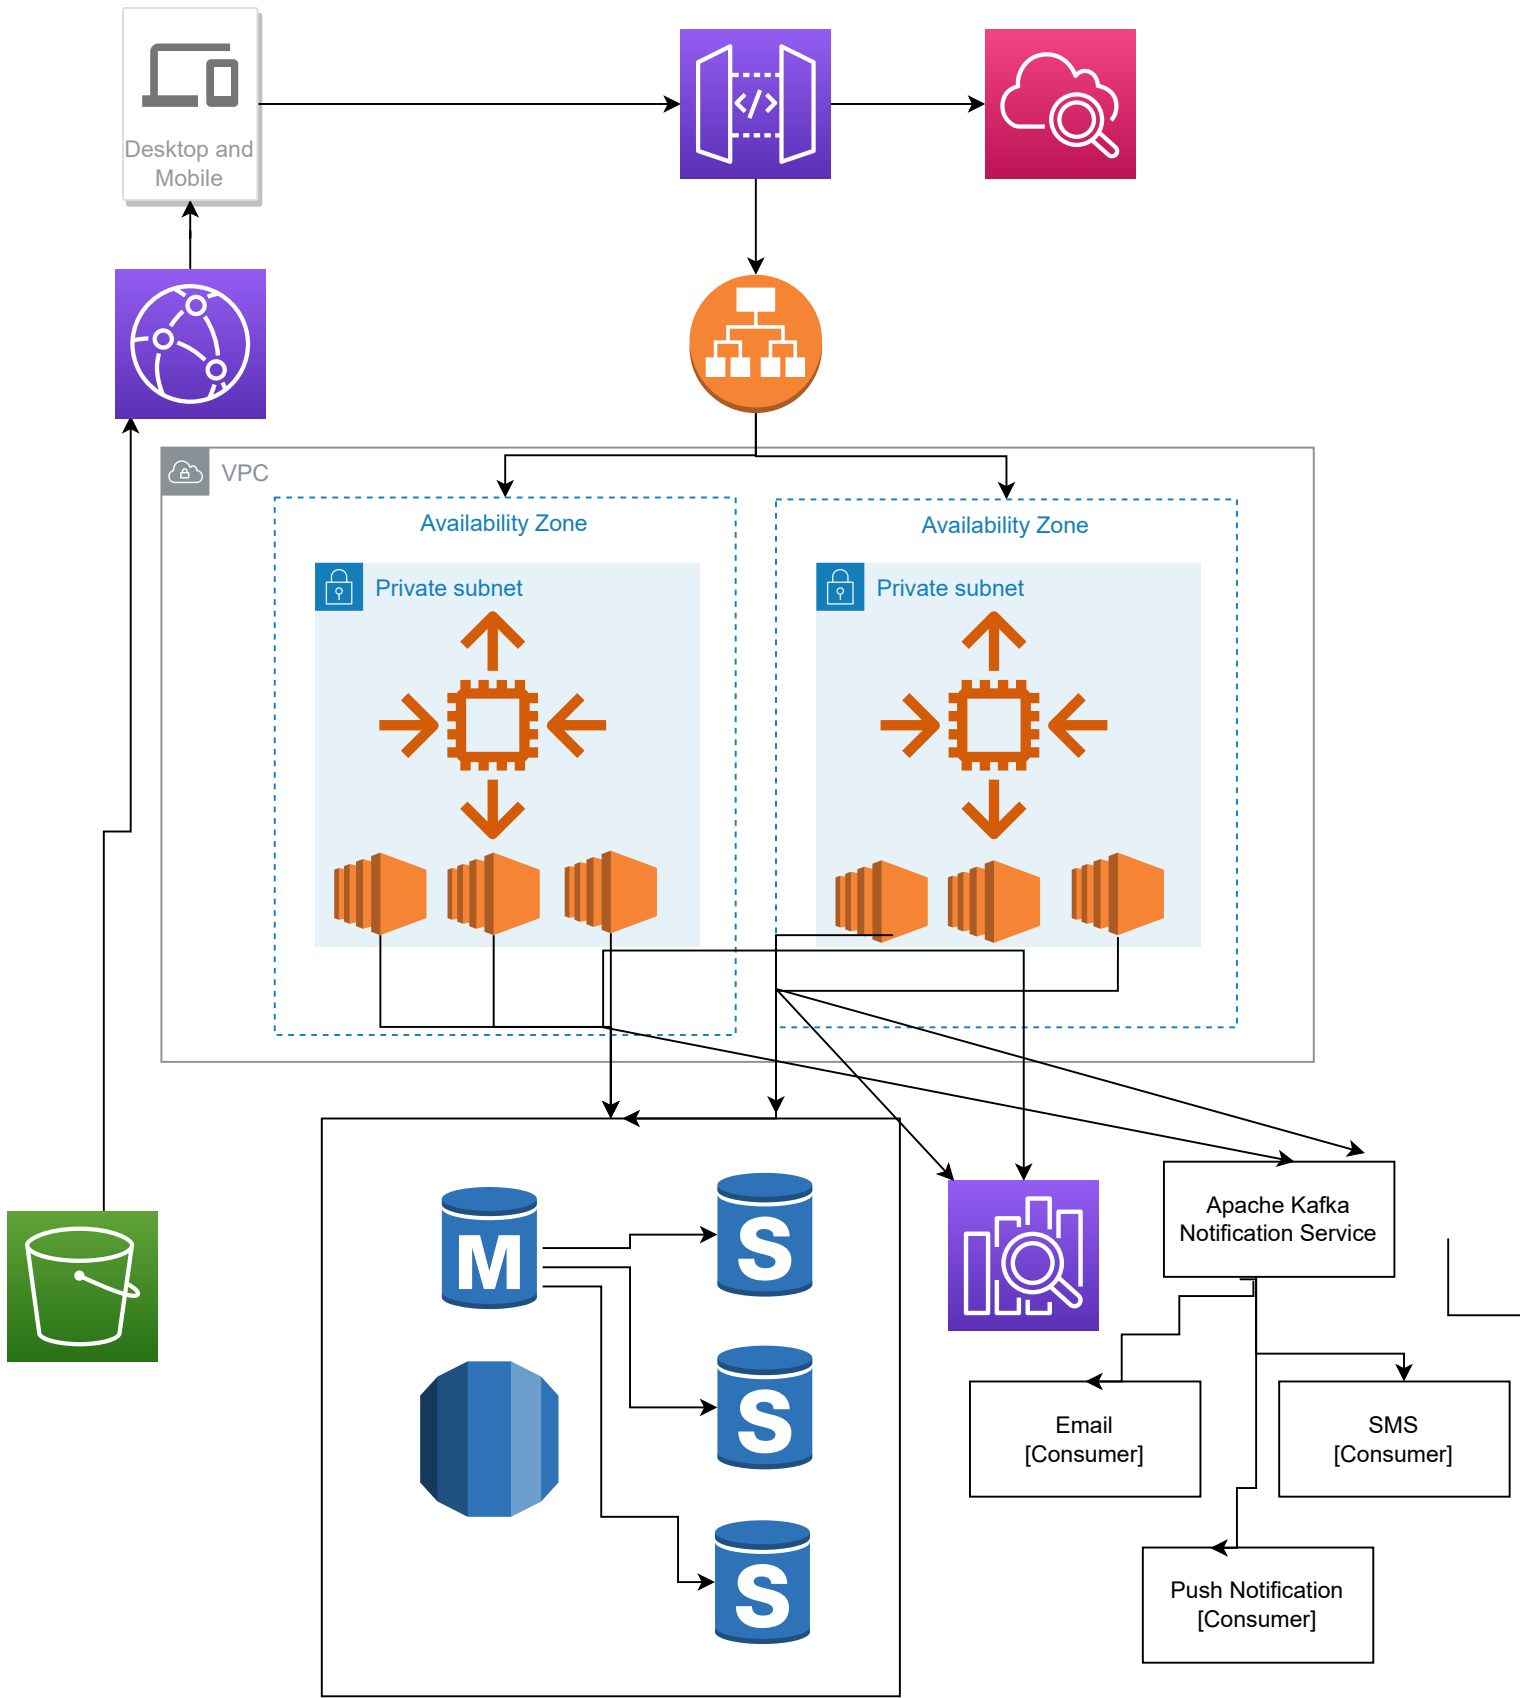 Desktop and
Mobile
VPC
Availability Zone
Availability Zone
Private subnet
Private subnet
M
S
S
S
Apache Kafka
Notification Service
Email
[Consumer]
SMS
[Consumer]
Push Notification
[Consumer]